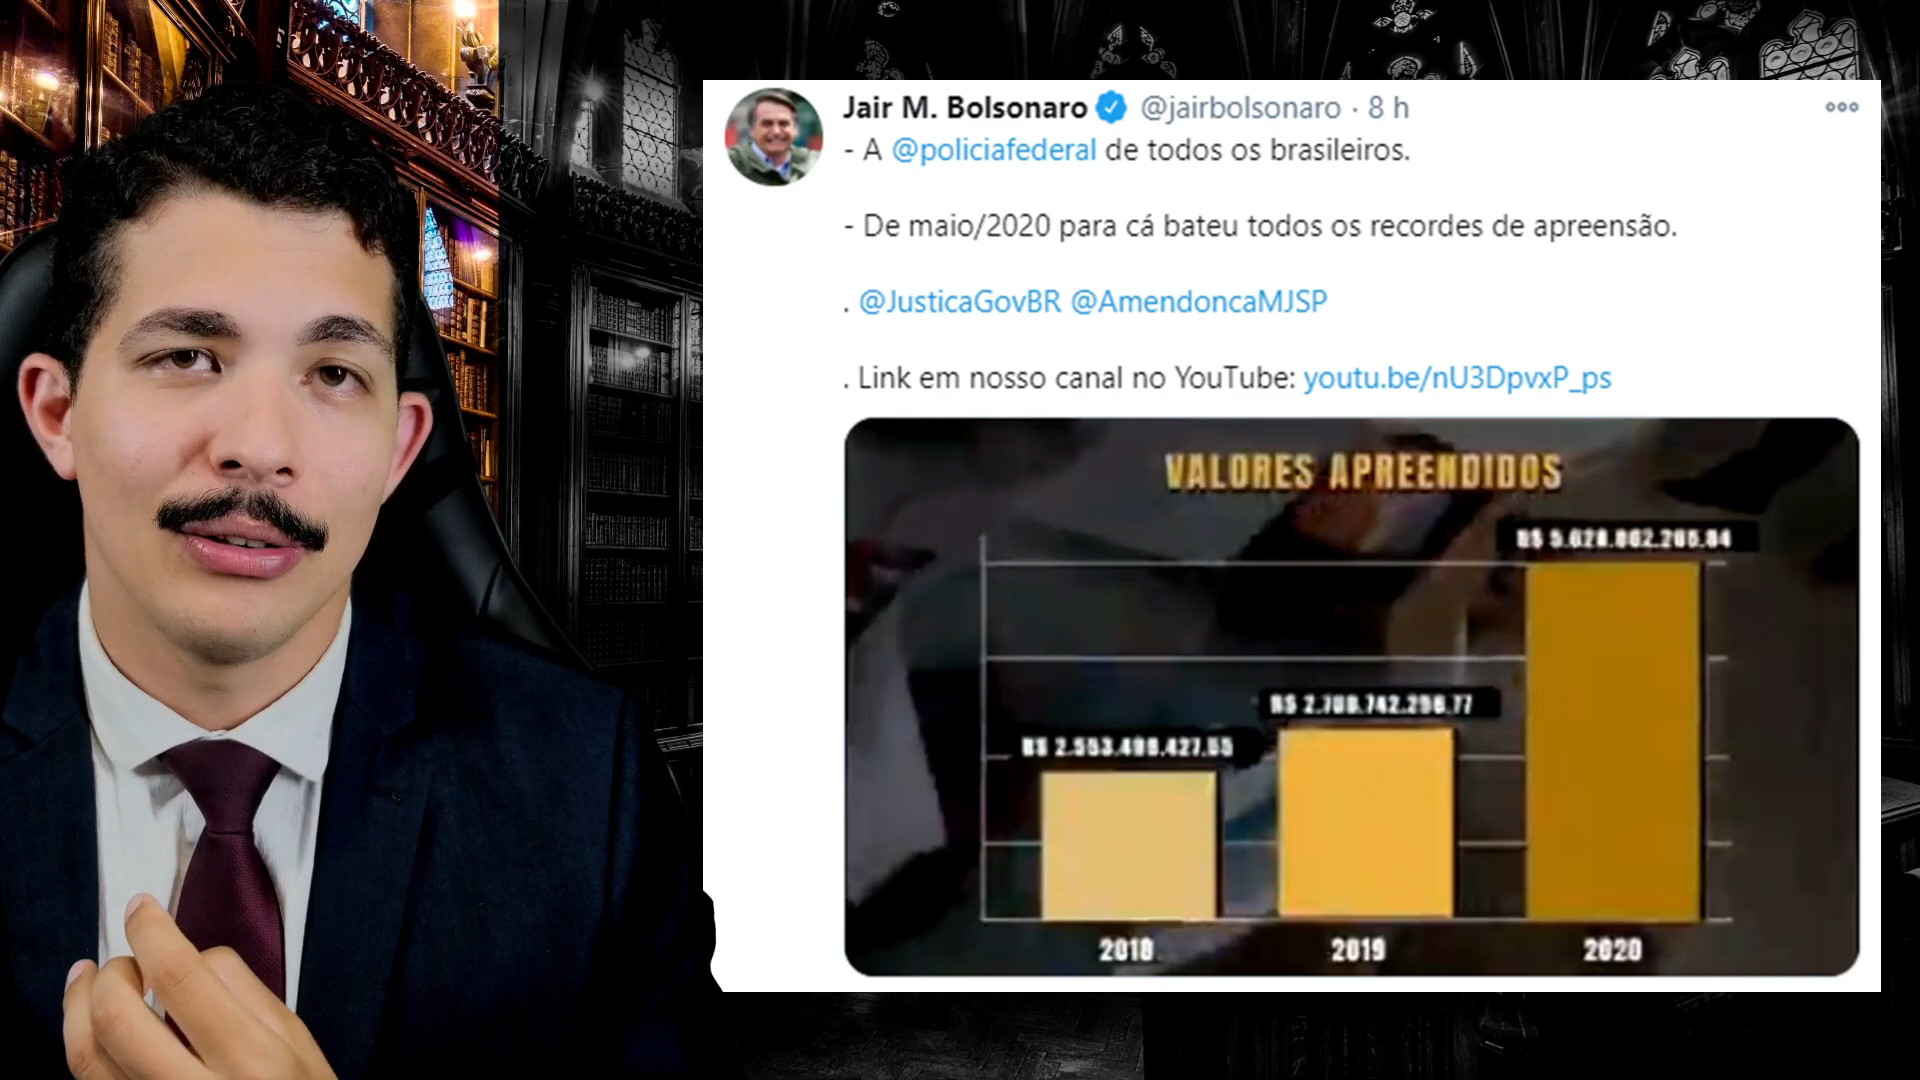 Jair M. Bolsonaro @jairbolsonaro · 8 h
- A @policiafederal de todos os brasileiros.
- De maio/2020 para cá bateu todos os recordes de apreensão.
. @JusticaGovBR @AmendoncaMJSP
. Link em nosso canal no YouTube: youtu.be/nU3DpvxP_ps
VALORES APREENDIDOS
R$
R$
R$
2018
2019
2020